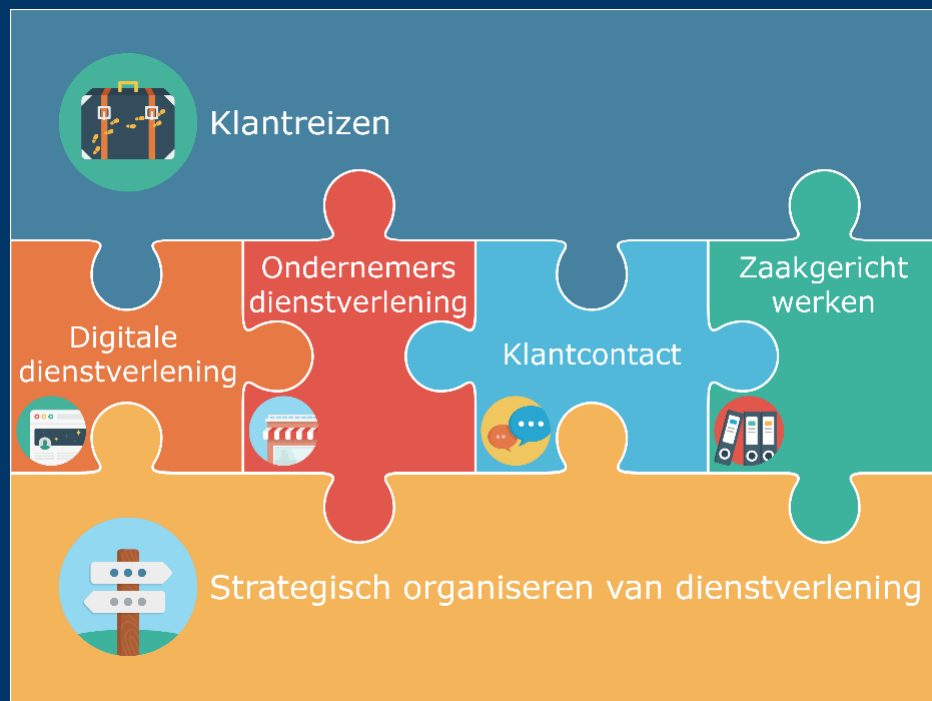 Klantreizen
Ondernemers
dienstverlening
Zaakgericht
werken
Digitale
dienstverlening
Klantcontact
Strategisch organiseren van dienstverlening